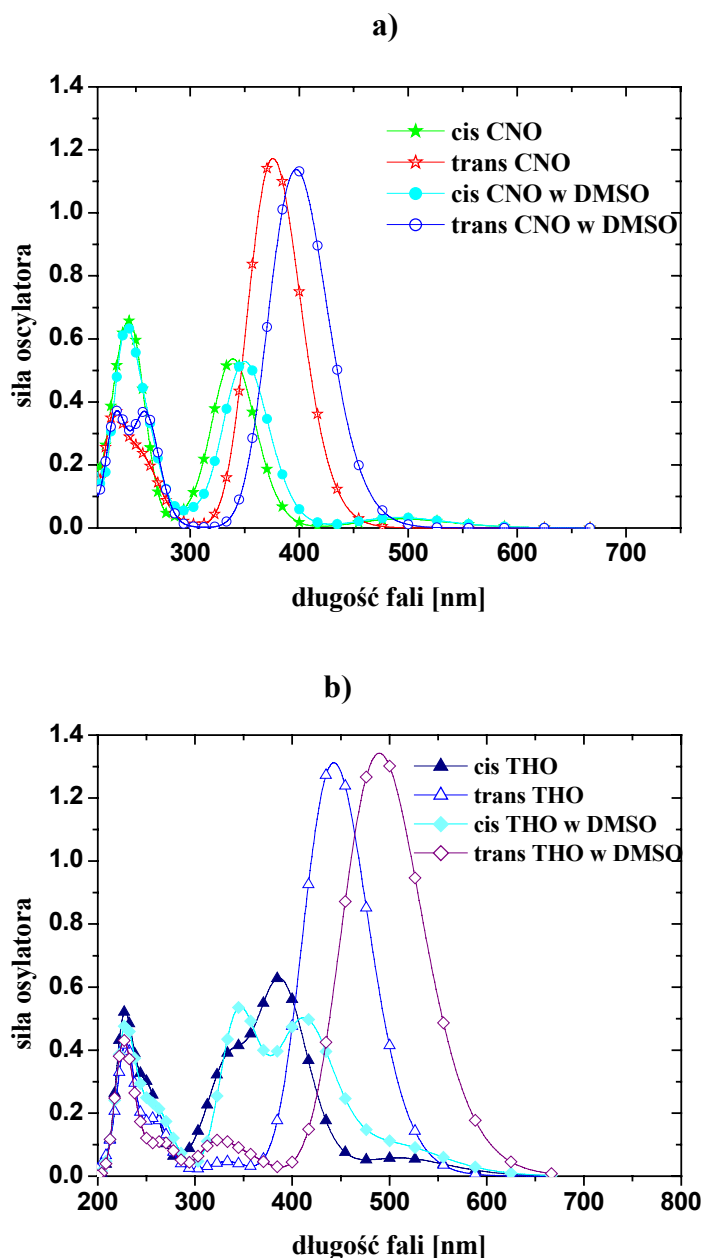 a)
1.4
1.2
1.0
0.8
0.6
0.4
0.2
0.0
siła oscylatora
cis CNO
trans CNO
cis CNO w DMSO
trans CNO w DMSO
300 400 500 600 700
długość fali [nm]
b)
1.4
1.2
1.0
0.8
0.6
0.4
0.2
0.0
siła osylatora
cis THO
trans THO
cis THO w DMSO
trans THO w DMSO
200 300 400 500 600 700 800
długość fali [nm]